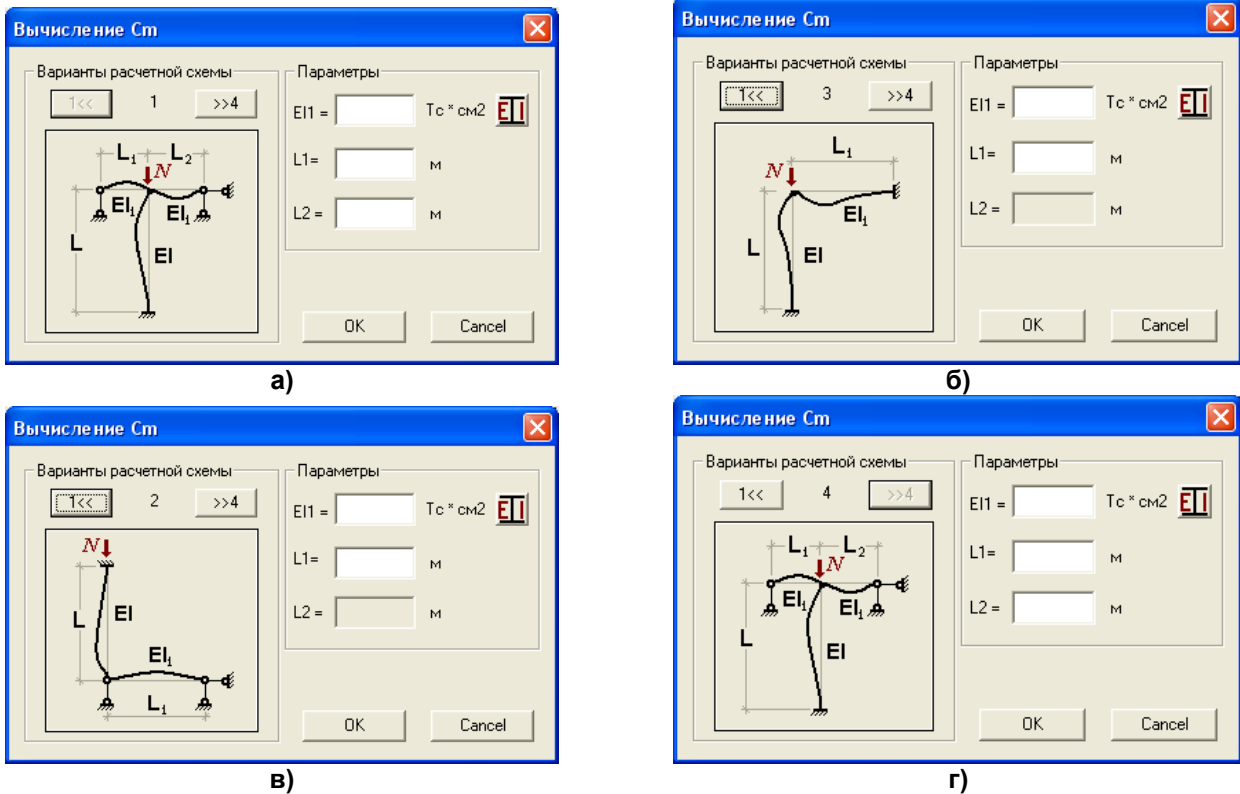 Вычисление Cm
Варианты расчетной схемы
1<< 1 >>4
L₁ L₂
N
EI₁ EI₁
L
EI
Параметры
EI1 = Тс * см2 EI
L1= м
L2 = м
OK Cancel
а)
Вычисление Cm
Варианты расчетной схемы
1<< 3 >>4
L₁
N
EI₁
L EI
Параметры
EI1 = Тс * см2 EI
L1= м
L2 = м
OK Cancel
б)
Вычисление Cm
Варианты расчетной схемы
1<< 2 >>4
N
L EI
EI₁
L₁
Параметры
EI1 = Тс * см2 EI
L1= м
L2 = м
OK Cancel
в)
Вычисление Cm
Варианты расчетной схемы
1<< 4 >>4
L₁ L₂
N
EI₁ EI₁
L
EI
Параметры
EI1 = Тс * см2 EI
L1= м
L2 = м
OK Cancel
г)